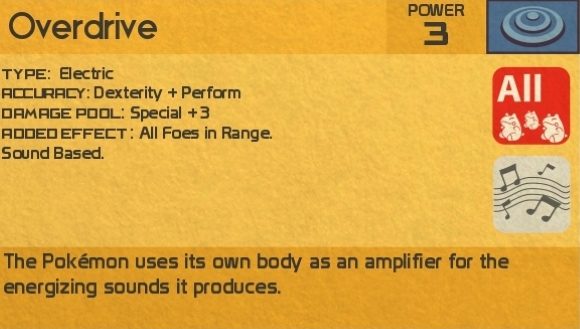 Overdrive
POWER
3
TYPE: Electric
ACCURACY: Dexterity + Perform
DAMAGE POOL: Special +3
ADDED EFFECT: All Foes in Range.
Sound Based.
All
The Pokémon uses its own body as an amplifier for the
energizing sounds it produces.